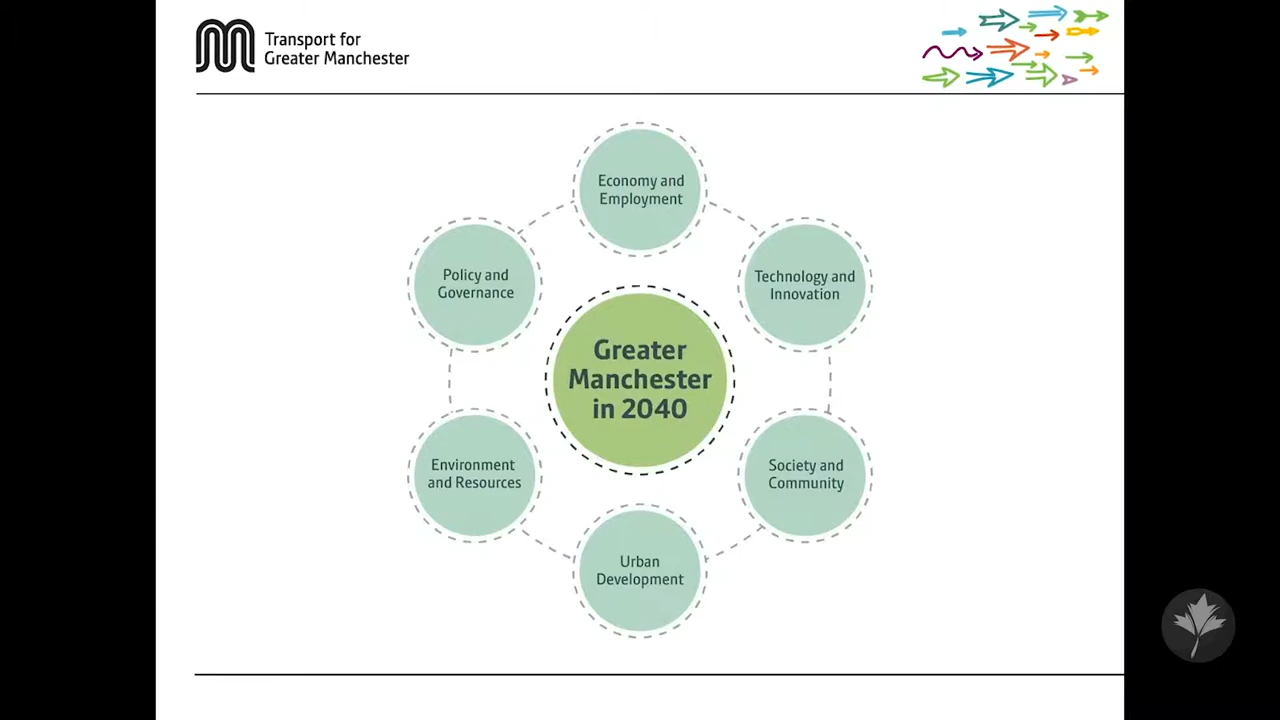 Transport for
Greater Manchester
Economy and
Employment
Policy and
Governance
Technology and
Innovation
Greater
Manchester
in 2040
Environment
and Resources
Society and
Community
Urban
Development